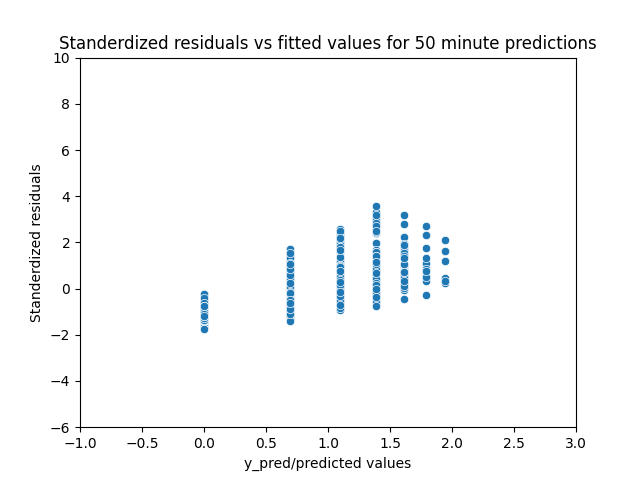 Standerdized residuals vs fitted values for 50 minute predictions
10
8
6
4
2
0
−2
−4
−6
Standerdized residuals
−1.0 −0.5 0.0 0.5 1.0 1.5 2.0 2.5 3.0
y_pred/predicted values